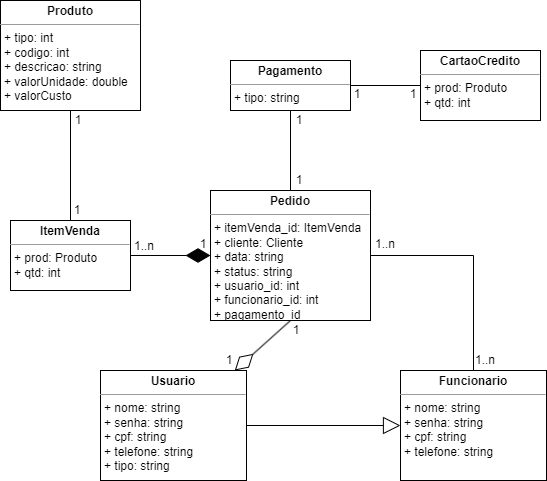 Produto
+ tipo: int
+ codigo: int
+ descricao: string
+ valorUnidade: double
+ valorCusto
1
1
Pagamento
+ tipo: string
1
1
CartaoCredito
+ prod: Produto
+ qtd: int
1
1
ItemVenda
+ prod: Produto
+ qtd: int
1..n
1
Pedido
+ itemVenda_id: ItemVenda
+ cliente: Cliente
+ data: string
+ status: string
+ usuario_id: int
+ funcionario_id: int
+ pagamento_id
1..n
1
1
1..n
Usuario
+ nome: string
+ senha: string
+ cpf: string
+ telefone: string
+ tipo: string
Funcionario
+ nome: string
+ senha: string
+ cpf: string
+ telefone: string